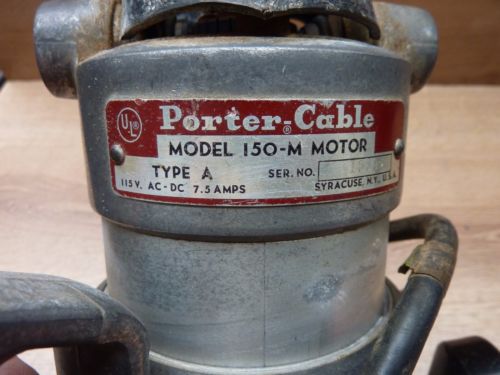 UL®
Porter-Cable®
MODEL 150-M MOTOR
TYPE A SER. NO.
115 V. AC-DC 7.5 AMPS SYRACUSE, N.Y., U.S.A.